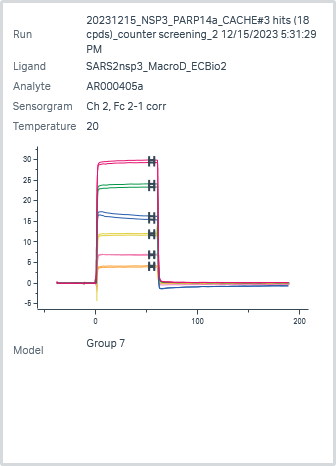 Run
20231215_NSP3_PARP14a_CACHE#3 hits (18
cpds)_counter screening_2 12/15/2023 5:31:29
PM
Ligand
SARS2nsp3_MacroD_ECBio2
Analyte
AR000405a
Sensorgram
Ch 2, Fc 2-1 corr
Temperature
20
30
25
20
15
10
5
0
-5
0
100
200
Model
Group 7